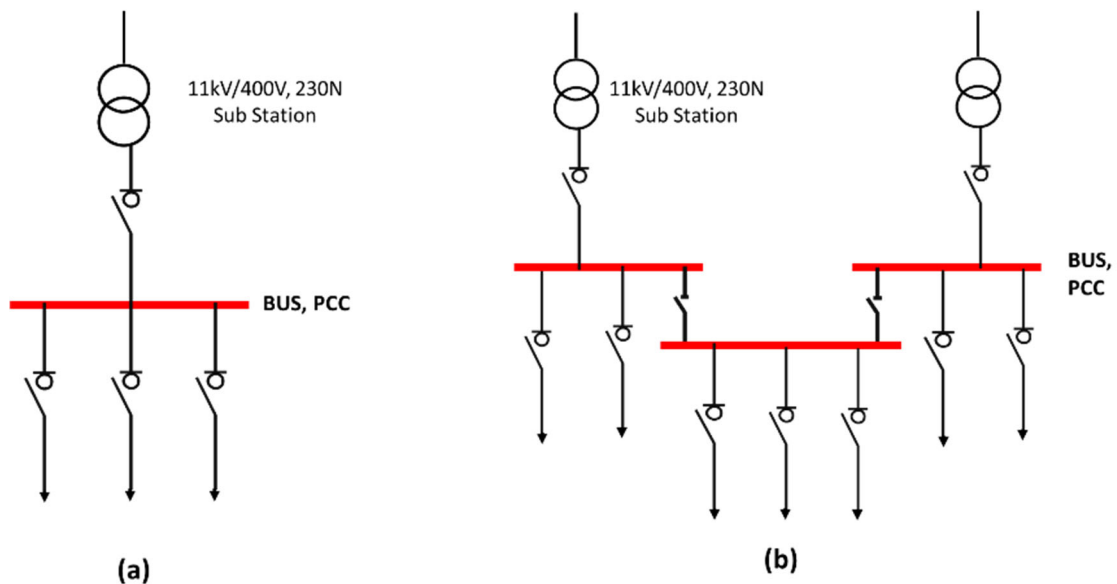 11kV/400V, 230N
Sub Station
BUS, PCC
(a)
11kV/400V, 230N
Sub Station
BUS,
PCC
(b)